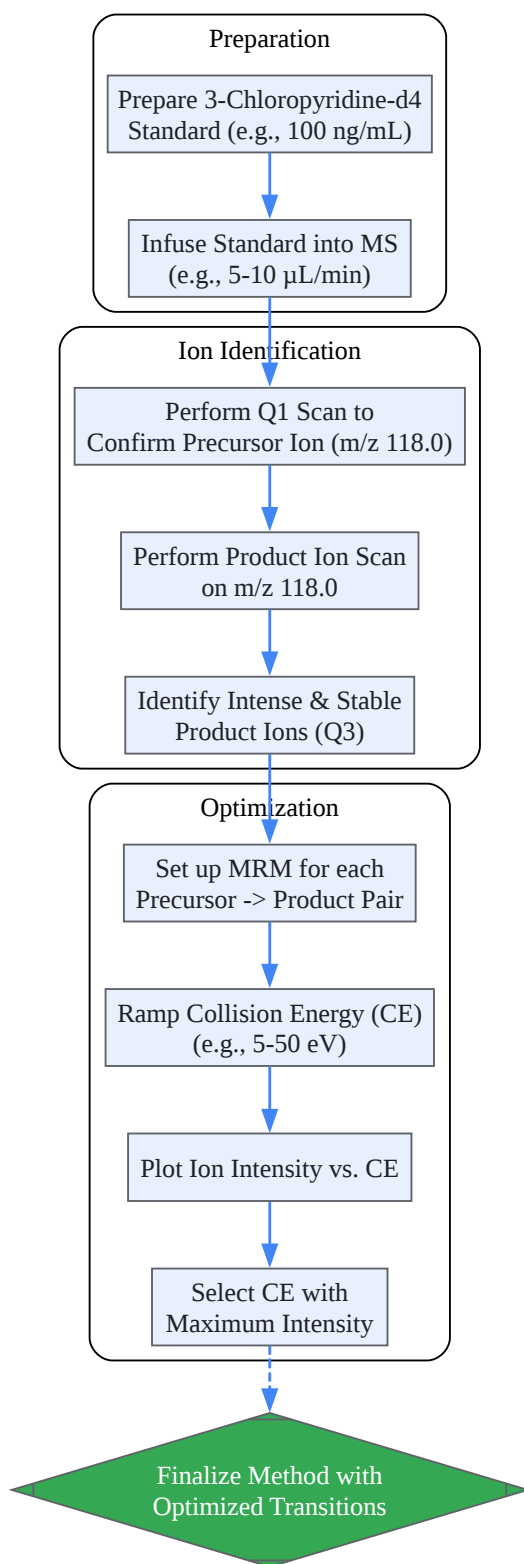 Preparation
Prepare 3-Chloropyridine-d4
Standard (e.g., 100 ng/mL)
Infuse Standard into MS
(e.g., 5-10 µL/min)
Ion Identification
Perform Q1 Scan to
Confirm Precursor Ion (m/z 118.0)
Perform Product Ion Scan
on m/z 118.0
Identify Intense & Stable
Product Ions (Q3)
Optimization
Set up MRM for each
Precursor -> Product Pair
Ramp Collision Energy (CE)
(e.g., 5-50 eV)
Plot Ion Intensity vs. CE
Select CE with
Maximum Intensity
Finalize Method with
Optimized Transitions